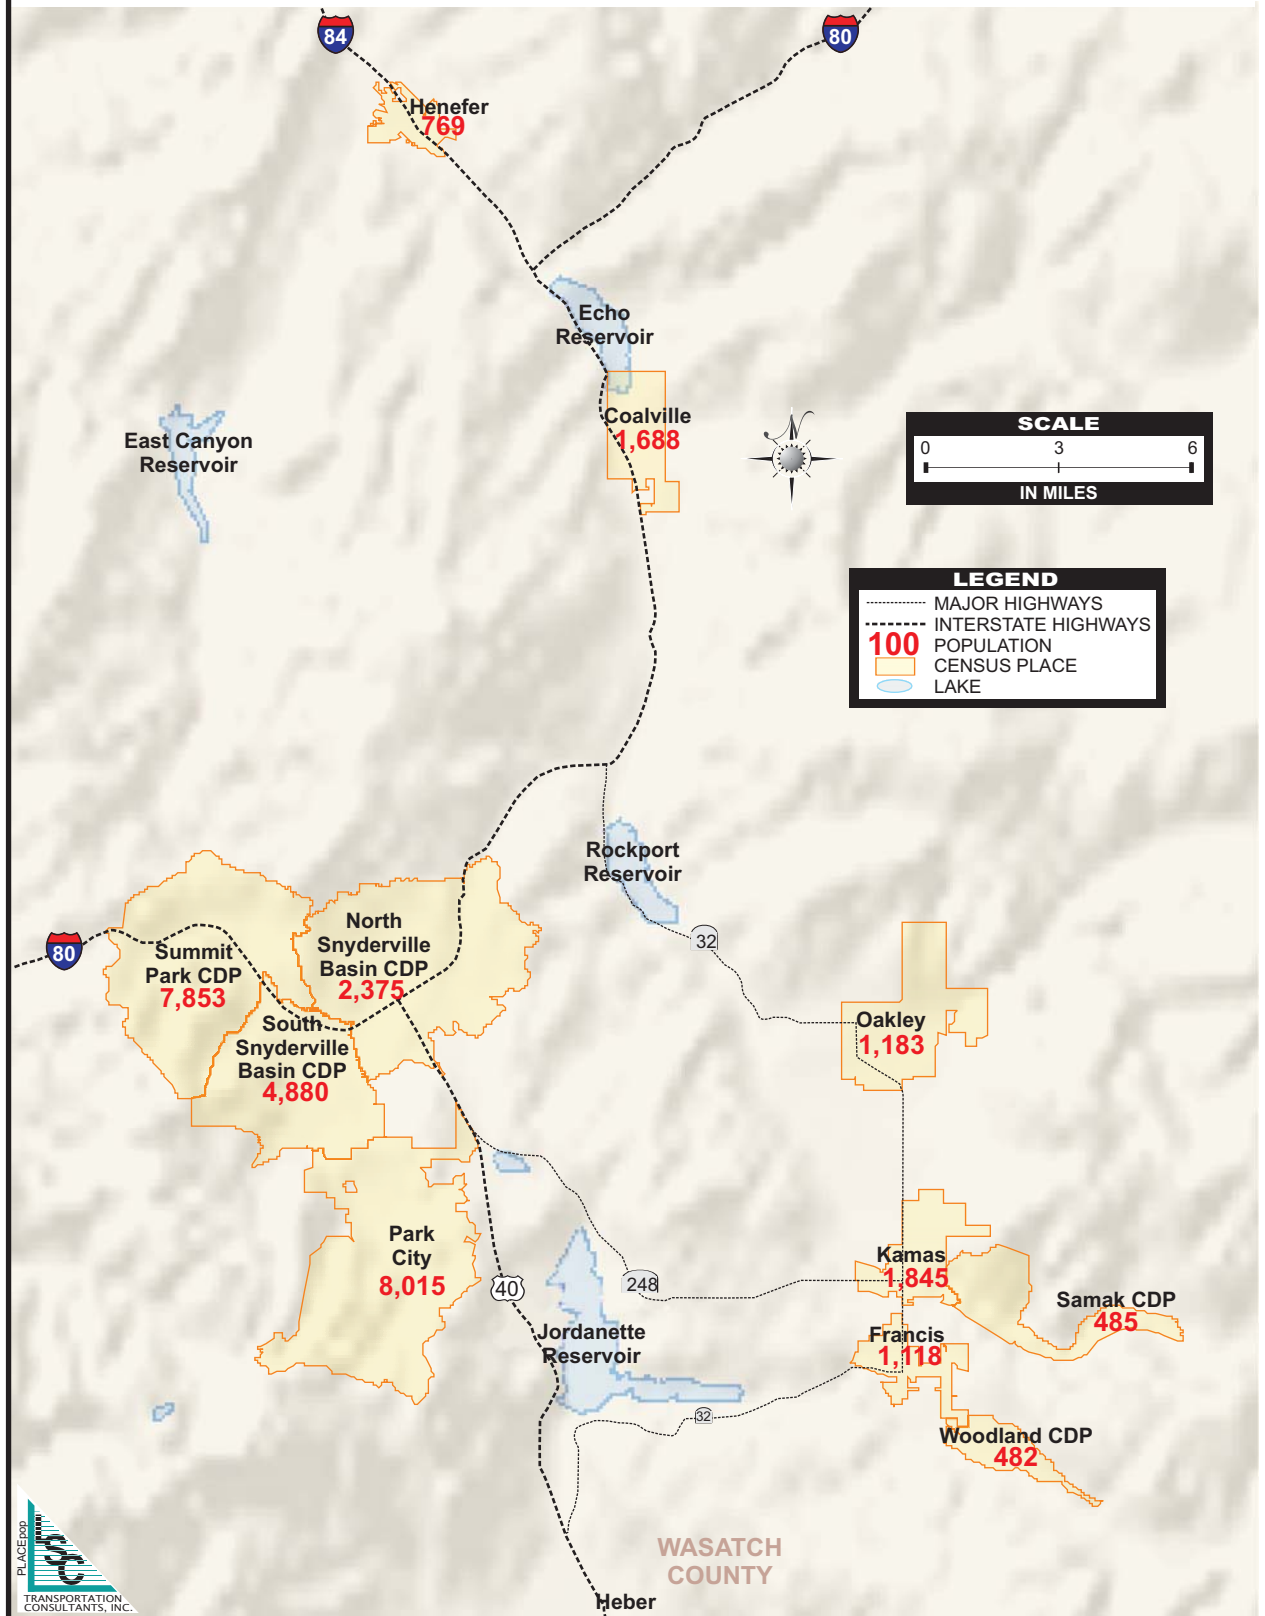 84
80
Henefer
769
Echo
Reservoir
Coalville
1,688
East Canyon
Reservoir
SCALE
0 3 6
IN MILES
LEGEND
MAJOR HIGHWAYS
INTERSTATE HIGHWAYS
100 POPULATION
CENSUS PLACE
LAKE
Rockport
Reservoir
32
80
Summit
Park CDP
7,853
North
Snyderville
Basin CDP
2,375
South
Snyderville
Basin CDP
4,880
Oakley
1,183
Park
City
8,015
40
248
Kamas
1,845
Samak CDP
485
Francis
1,118
Jordanette
Reservoir
32
Woodland CDP
482
WASATCH
COUNTY
Heber
PLACEpop
LSC
TRANSPORTATION
CONSULTANTS, INC.